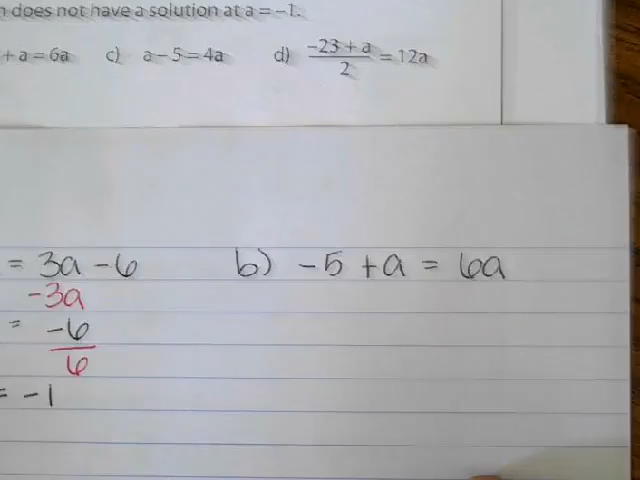 does not have a solution at a = -1.
+ a = 6a c) a - 5 = 4a d) \frac{-23 + a}{2} = 12a
= 3a - 6 b) -5 + a = 6a
-3a
= -6
6
= -1